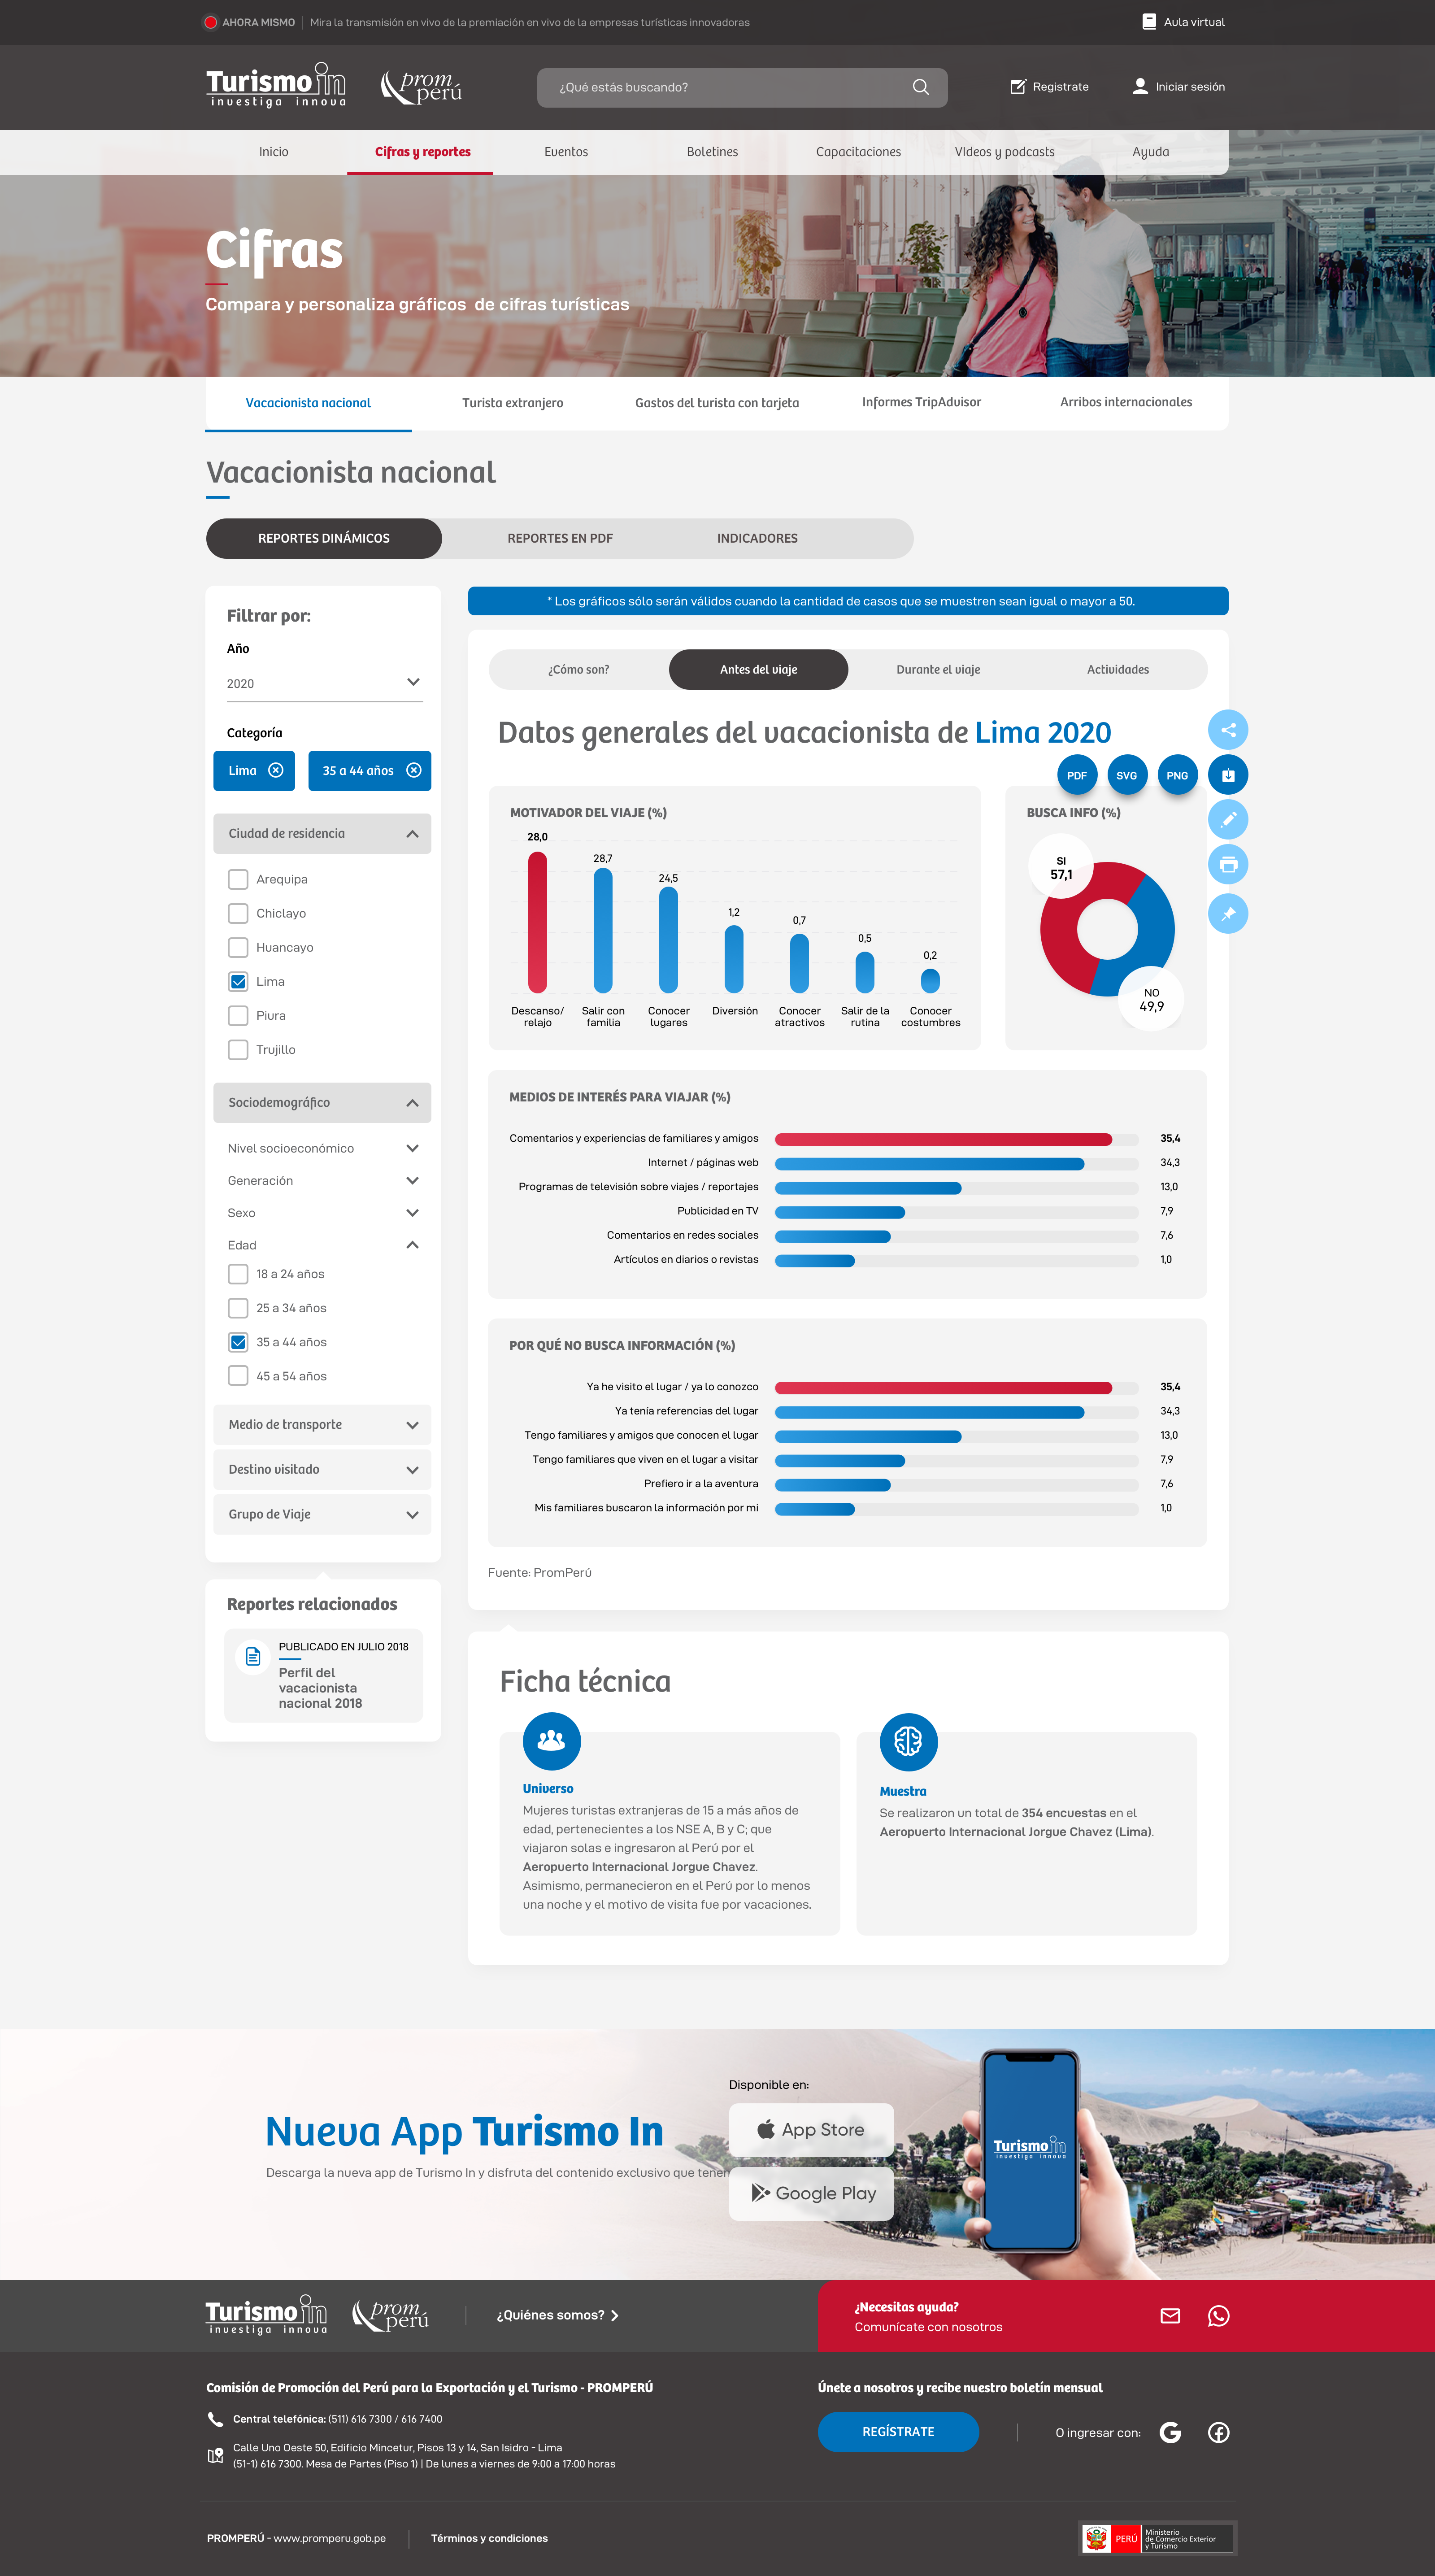 AHORA MISMO | Mira la transmisión en vivo de la premiación en vivo de la empresas turísticas innovadoras
Aula virtual
Turismo in
investiga innova
prom
perú
¿Qué estás buscando?
Registrate
Iniciar sesión
Inicio
Cifras y reportes
Eventos
Boletines
Capacitaciones
VIdeos y podcasts
Ayuda
Cifras
Compara y personaliza gráficos de cifras turísticas
Vacacionista nacional
Turista extranjero
Gastos del turista con tarjeta
Informes TripAdvisor
Arribos internacionales
Vacacionista nacional
REPORTES DINÁMICOS
REPORTES EN PDF
INDICADORES
Filtrar por:
Año
2020
Categoría
Lima
35 a 44 años
Ciudad de residencia
Arequipa
Chiclayo
Huancayo
Lima
Piura
Trujillo
Sociodemográfico
Nivel socioeconómico
Generación
Sexo
Edad
18 a 24 años
25 a 34 años
35 a 44 años
45 a 54 años
Medio de transporte
Destino visitado
Grupo de Viaje
Reportes relacionados
PUBLICADO EN JULIO 2018
Perfil del
vacacionista
nacional 2018
* Los gráficos sólo serán válidos cuando la cantidad de casos que se muestren sean igual o mayor a 50.
¿Cómo son?
Antes del viaje
Durante el viaje
Actividades
Datos generales del vacacionista de Lima 2020
PDF
SVG
PNG
MOTIVADOR DEL VIAJE (%)
28,0
28,7
24,5
1,2
0,7
0,5
0,2
Descanso/
relajo
Salir con
familia
Conocer
lugares
Diversión
Conocer
atractivos
Salir de la
rutina
Conocer
costumbres
BUSCA INFO (%)
SI
57,1
NO
49,9
MEDIOS DE INTERÉS PARA VIAJAR (%)
Comentarios y experiencias de familiares y amigos 35,4
Internet / páginas web 34,3
Programas de televisión sobre viajes / reportajes 13,0
Publicidad en TV 7,9
Comentarios en redes sociales 7,6
Artículos en diarios o revistas 1,0
POR QUÉ NO BUSCA INFORMACIÓN (%)
Ya he visito el lugar / ya lo conozco 35,4
Ya tenía referencias del lugar 34,3
Tengo familiares y amigos que conocen el lugar 13,0
Tengo familiares que viven en el lugar a visitar 7,9
Prefiero ir a la aventura 7,6
Mis familiares buscaron la información por mi 1,0
Fuente: PromPerú
Ficha técnica
Universo
Mujeres turistas extranjeras de 15 a más años de
edad, pertenecientes a los NSE A, B y C; que
viajaron solas e ingresaron al Perú por el
Aeropuerto Internacional Jorgue Chavez.
Asimismo, permanecieron en el Perú por lo menos
una noche y el motivo de visita fue por vacaciones.
Muestra
Se realizaron un total de 354 encuestas en el
Aeropuerto Internacional Jorgue Chavez (Lima).
Nueva App Turismo In
Descarga la nueva app de Turismo In y disfruta del contenido exclusivo que tenen
Disponible en:
App Store
Google Play
Turismo in
investiga innova
Turismo in
investiga innova
prom
perú
¿Quiénes somos?
¿Necesitas ayuda?
Comunícate con nosotros
Comisión de Promoción del Perú para la Exportación y el Turismo - PROMPERÚ
Central telefónica: (511) 616 7300 / 616 7400
Calle Uno Oeste 50, Edificio Mincetur, Pisos 13 y 14, San Isidro - Lima
(51-1) 616 7300. Mesa de Partes (Piso 1) | De lunes a viernes de 9:00 a 17:00 horas
Únete a nosotros y recibe nuestro boletín mensual
REGÍSTRATE
O ingresar con:
PROMPERÚ - www.promperu.gob.pe
Términos y condiciones
PERÚ
Ministerio
de Comercio Exterior
y Turismo